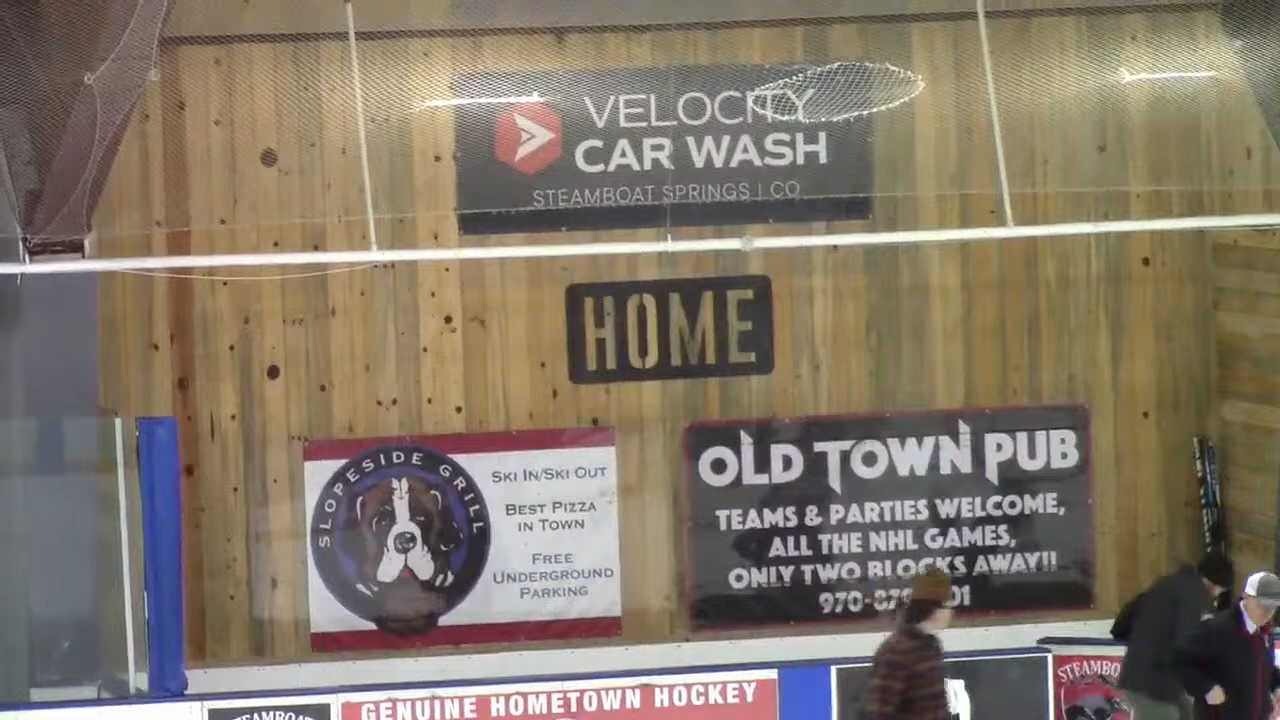 VELOCITY
CAR WASH
STEAMBOAT SPRINGS | CO
HOME
SLOPESIDE GRILL
SKI IN/SKI OUT
BEST PIZZA
IN TOWN
FREE
UNDERGROUND
PARKING
OLD TOWN PUB
TEAMS & PARTIES WELCOME,
ALL THE NHL GAMES,
ONLY TWO BLOCKS AWAY!!
GENUINE HOMETOWN HOCKEY